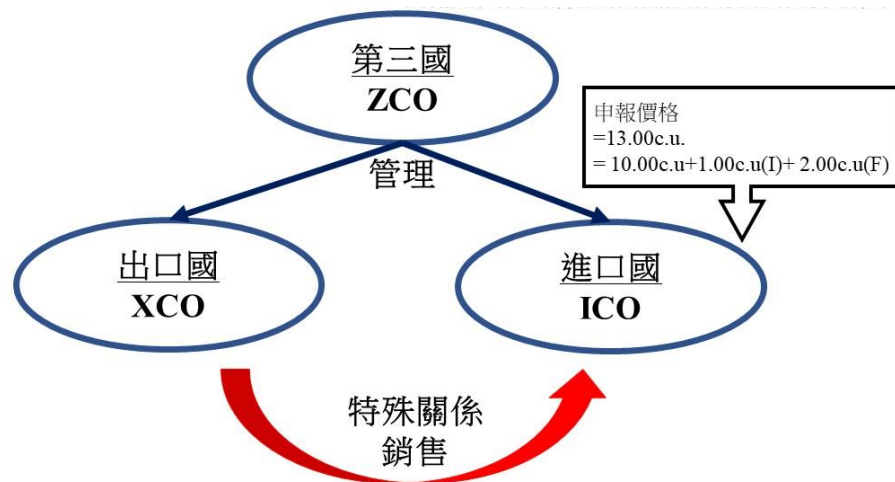 第三國
ZCO
管理
申報價格
=13.00c.u.
= 10.00c.u+1.00c.u(I)+ 2.00c.u(F)
出口國
XCO
進口國
ICO
特殊關係
銷售